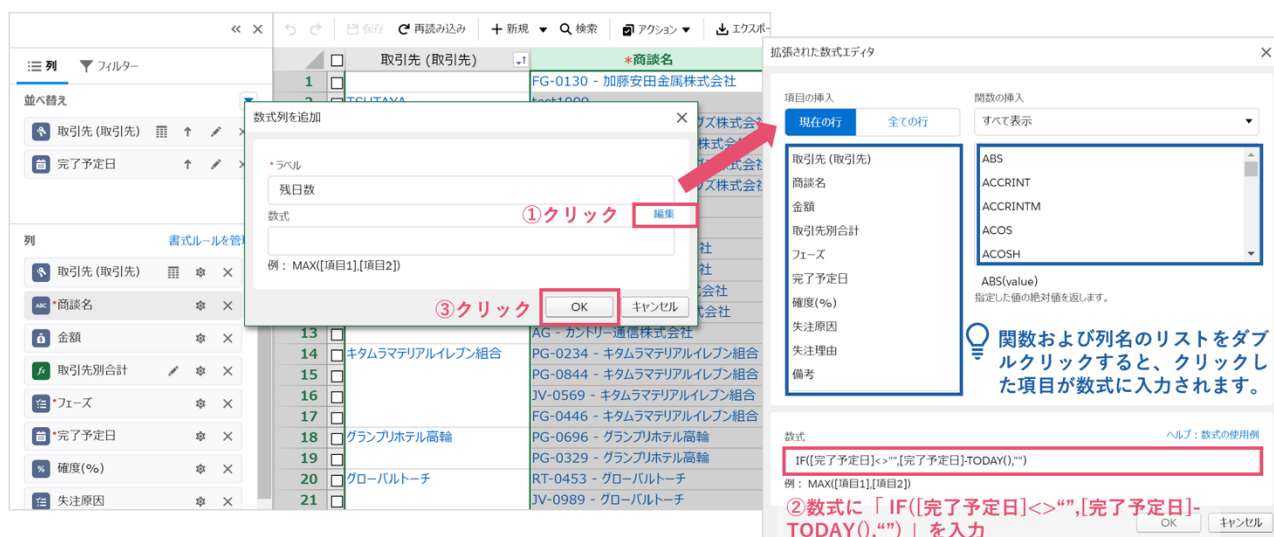 保存
再読み込み
新規
検索
アクション
エクスポー
列
フィルター
並べ替え
取引先 (取引先)
完了予定日
列
書式ルールを管理
取引先 (取引先)
*商談名
金額
取引先別合計
*フェーズ
*完了予定日
確度(%)
失注原因
取引先 (取引先)
*商談名
1
FG-0130 - 加藤安田金属株式会社
数式列を追加
*ラベル
残日数
数式
①クリック
編集
例： MAX([項目1],[項目2])
③クリック
OK
キャンセル
13
AG - カントリー通信株式会社
14 キタムラマテリアルイレブン組合 PG-0234 - キタムラマテリアルイレブン組合
15 PG-0844 - キタムラマテリアルイレブン組合
16 JV-0569 - キタムラマテリアルイレブン組合
17 FG-0446 - キタムラマテリアルイレブン組合
18 グランプリホテル高輪 PG-0696 - グランプリホテル高輪
19 PG-0329 - グランプリホテル高輪
20 グローバルトーチ RT-0453 - グローバルトーチ
21 JV-0989 - グローバルトーチ
拡張された数式エディタ
項目の挿入
現在の行
全ての行
関数の挿入
すべて表示
取引先 (取引先)
商談名
金額
取引先別合計
フェーズ
完了予定日
確度(%)
失注原因
失注理由
備考
ABS
ACCRINT
ACCRINTM
ACOS
ACOSH
ABS(value)
指定した値の絶対値を返します。
関数および列名のリストをダブ
ルクリックすると、クリックし
た項目が数式に入力されます。
数式
ヘルプ：数式の使用例
IF([完了予定日]<>"",[完了予定日]-TODAY(),"")
例： MAX([項目1],[項目2])
②数式に「 IF([完了予定日]<>“”,[完了予定日]-
TODAY(),“”) 」を入力
OK
キャンセル